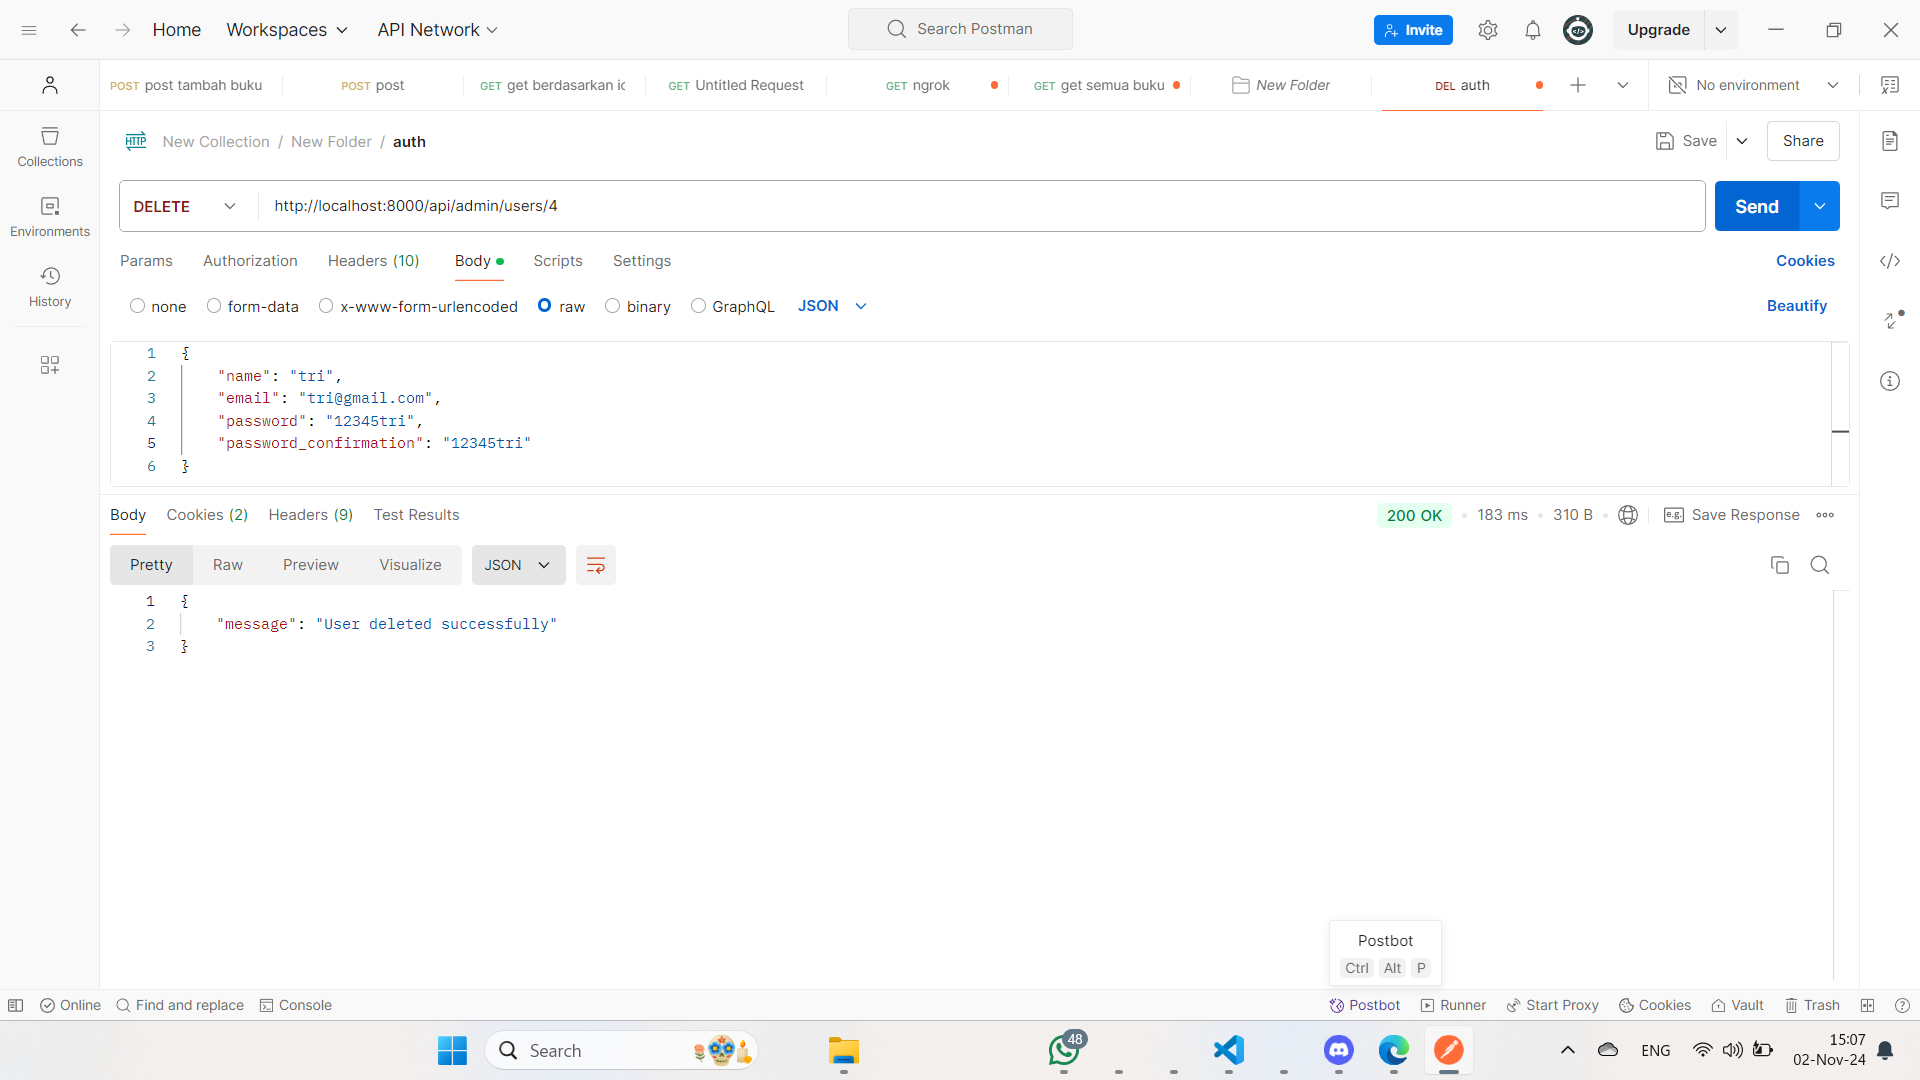 Home Workspaces API Network Search Postman Invite Upgrade
POST post tambah buku POST post GET get berdasarkan ic GET Untitled Request GET ngrok GET get semua buku New Folder DEL auth No environment
HTTP New Collection / New Folder / auth Save Share
Collections
DELETE http://localhost:8000/api/admin/users/4 Send
Environments
Params Authorization Headers (10) Body Scripts Settings Cookies
History
none form-data x-www-form-urlencoded raw binary GraphQL JSON Beautify
1 {
2 "name": "tri",
3 "email": "tri@gmail.com",
4 "password": "12345tri",
5 "password_confirmation": "12345tri"
6 }
Body Cookies (2) Headers (9) Test Results 200 OK 183 ms 310 B e.g. Save Response
Pretty Raw Preview Visualize JSON
1 {
2 "message": "User deleted successfully"
3 }
Postbot
Ctrl Alt P
Online Find and replace Console Postbot Runner Start Proxy Cookies Vault Trash
Search 48 ENG 15:07
02-Nov-24